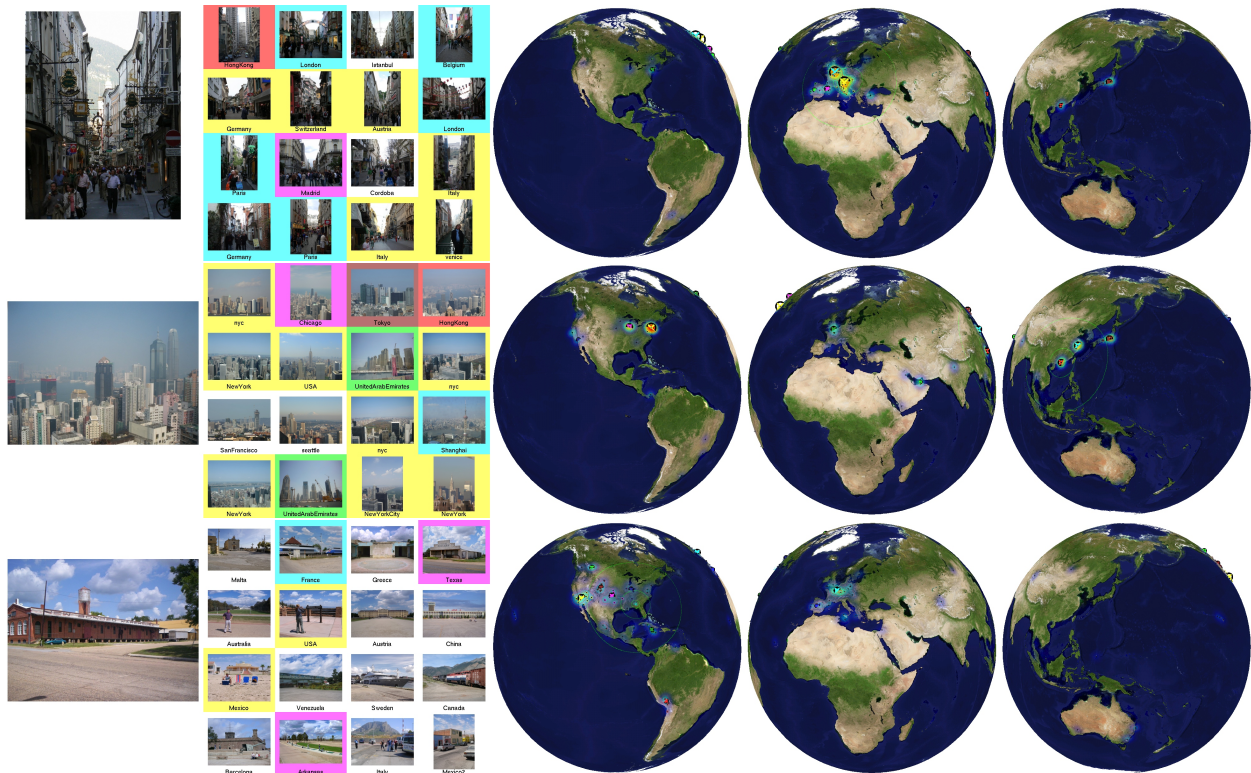 HongKong London Istanbul Belgium
Germany Switzerland Austria London
Paris Madrid Cordoba Italy
Germany Paris Italy venice
nyc Chicago Tokyo HongKong
NewYork USA UnitedArabEmirates nyc
SanFrancisco seattle nyc Shanghai
NewYork UnitedArabEmirates NewYorkCity NewYork
Malta France Greece Texas
Australia USA Austria China
Mexico Venezuela Sweden Canada
Barcelona Arkansas Italy Mexico2